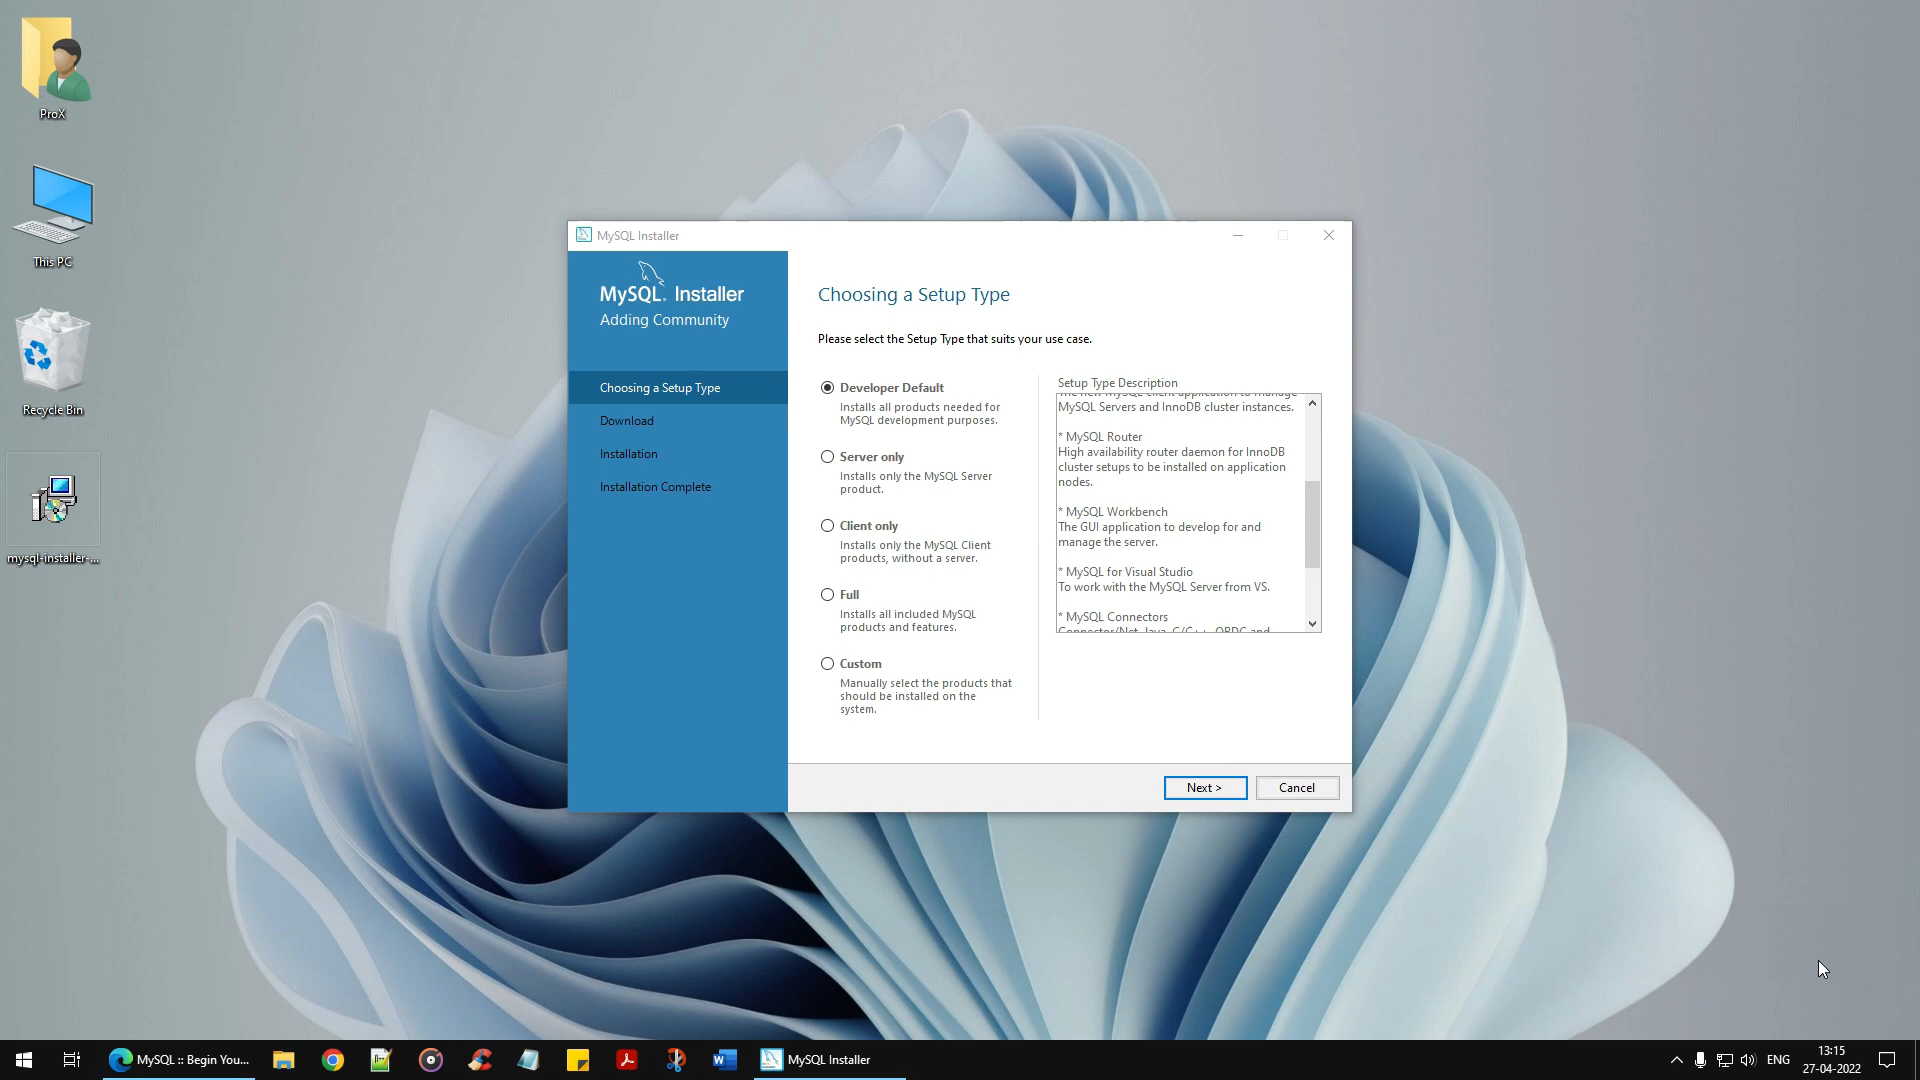 ProX
This PC
Recycle Bin
mysql-installer-...
MySQL Installer
MySQL. Installer
Adding Community
Choosing a Setup Type
Download
Installation
Installation Complete
Choosing a Setup Type
Please select the Setup Type that suits your use case.
Developer Default
Installs all products needed for
MySQL development purposes.
Server only
Installs only the MySQL Server
product.
Client only
Installs only the MySQL Client
products, without a server.
Full
Installs all included MySQL
products and features.
Custom
Manually select the products that
should be installed on the
system.
Setup Type Description
The new MySQL client application to manage
MySQL Servers and InnoDB cluster instances.
* MySQL Router
High availability router daemon for InnoDB
cluster setups to be installed on application
nodes.
* MySQL Workbench
The GUI application to develop for and
manage the server.
* MySQL for Visual Studio
To work with the MySQL Server from VS.
* MySQL Connectors
Connector/Net, Java, C/C++, ODBC and
Next >
Cancel
MySQL :: Begin You...
MySQL Installer
ENG
13:15
27-04-2022